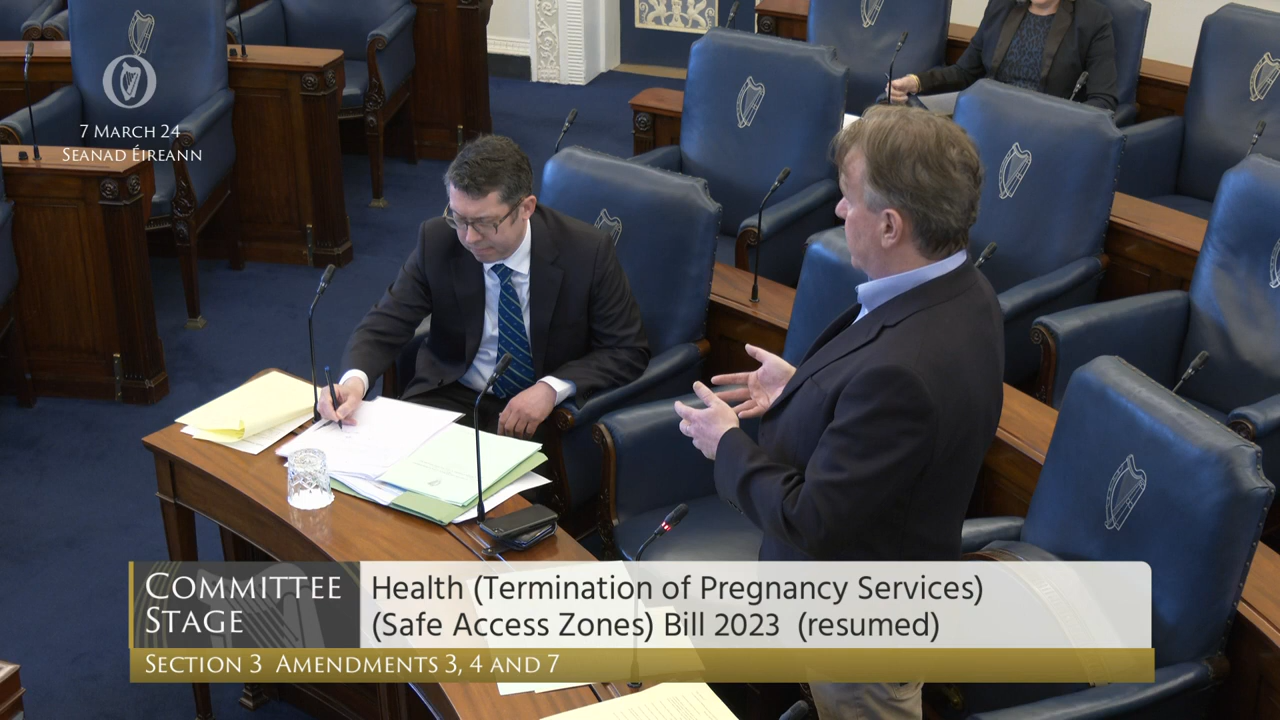 7 March 24
Seanad Éireann
Committee
Stage
Health (Termination of Pregnancy Services)
(Safe Access Zones) Bill 2023 (resumed)
Section 3 Amendments 3, 4 and 7